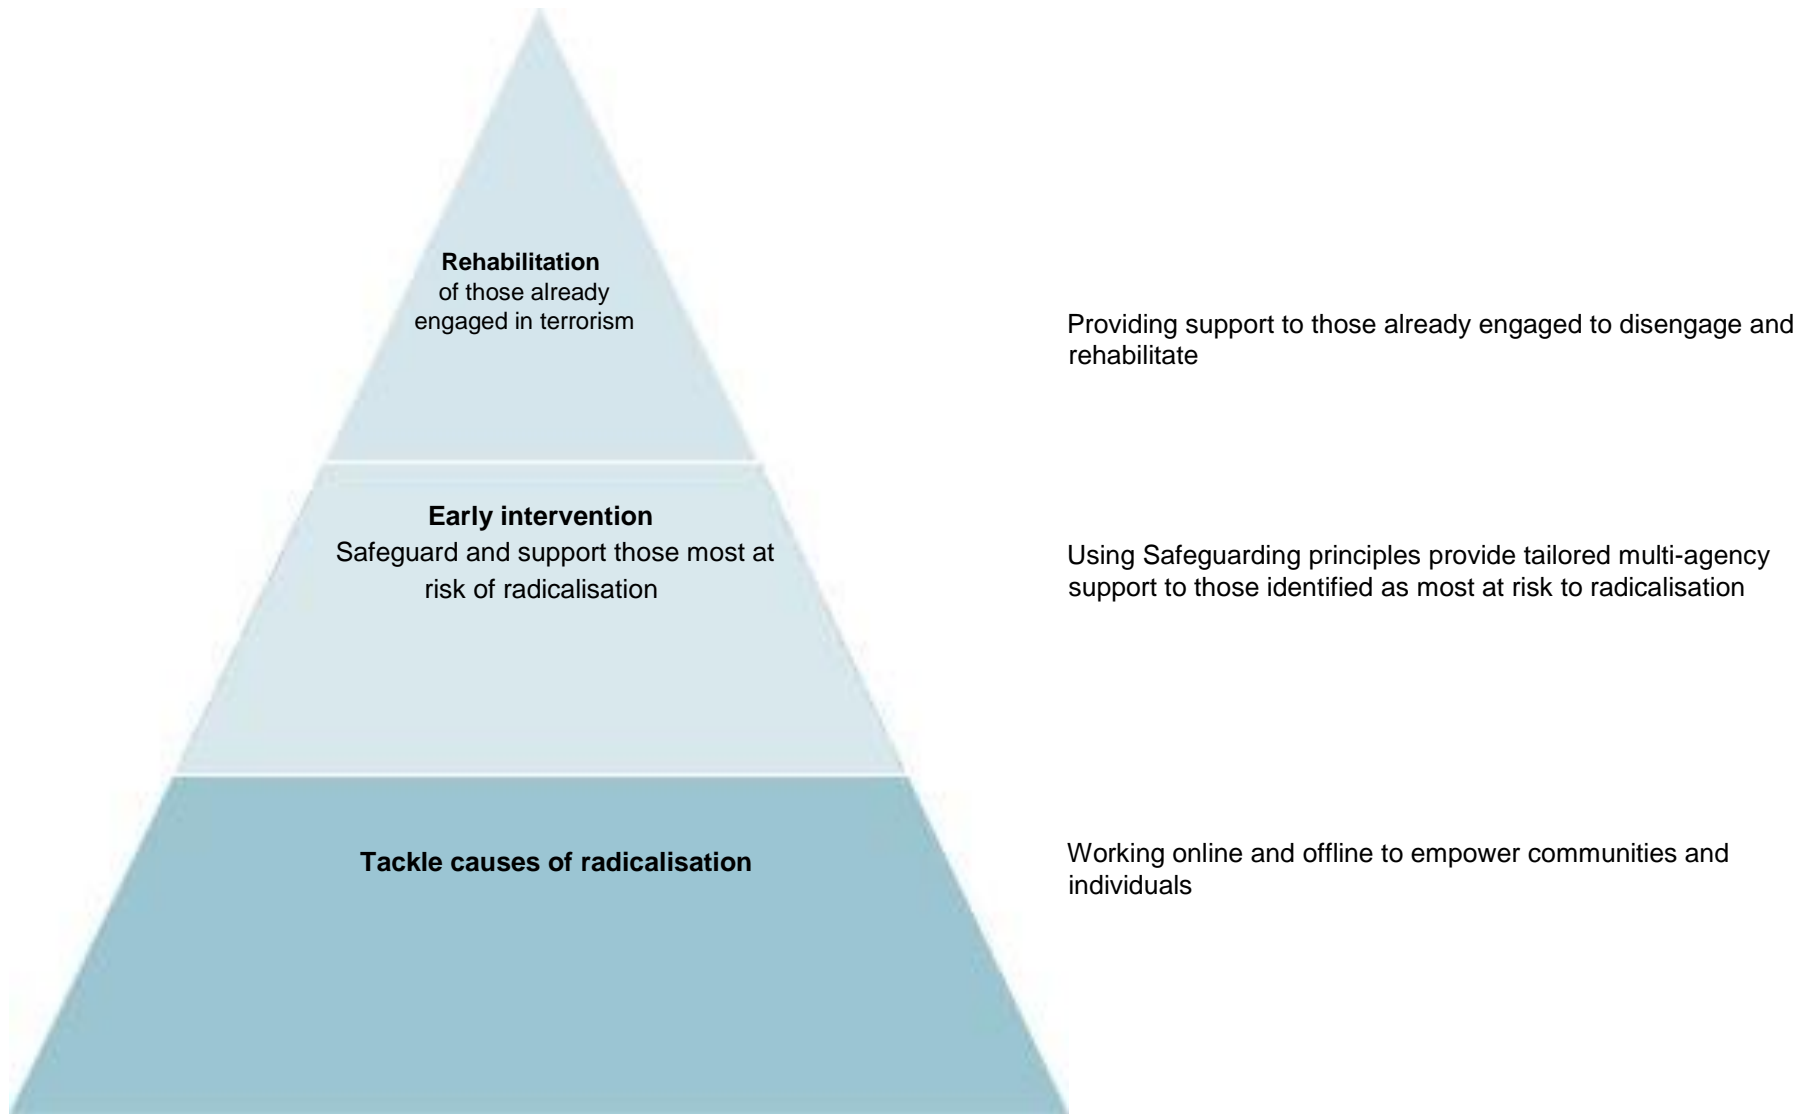 Rehabilitation
of those already
engaged in terrorism
Providing support to those already engaged to disengage and
rehabilitate
Early intervention
Safeguard and support those most at
risk of radicalisation
Using Safeguarding principles provide tailored multi-agency
support to those identified as most at risk to radicalisation
Tackle causes of radicalisation
Working online and offline to empower communities and
individuals